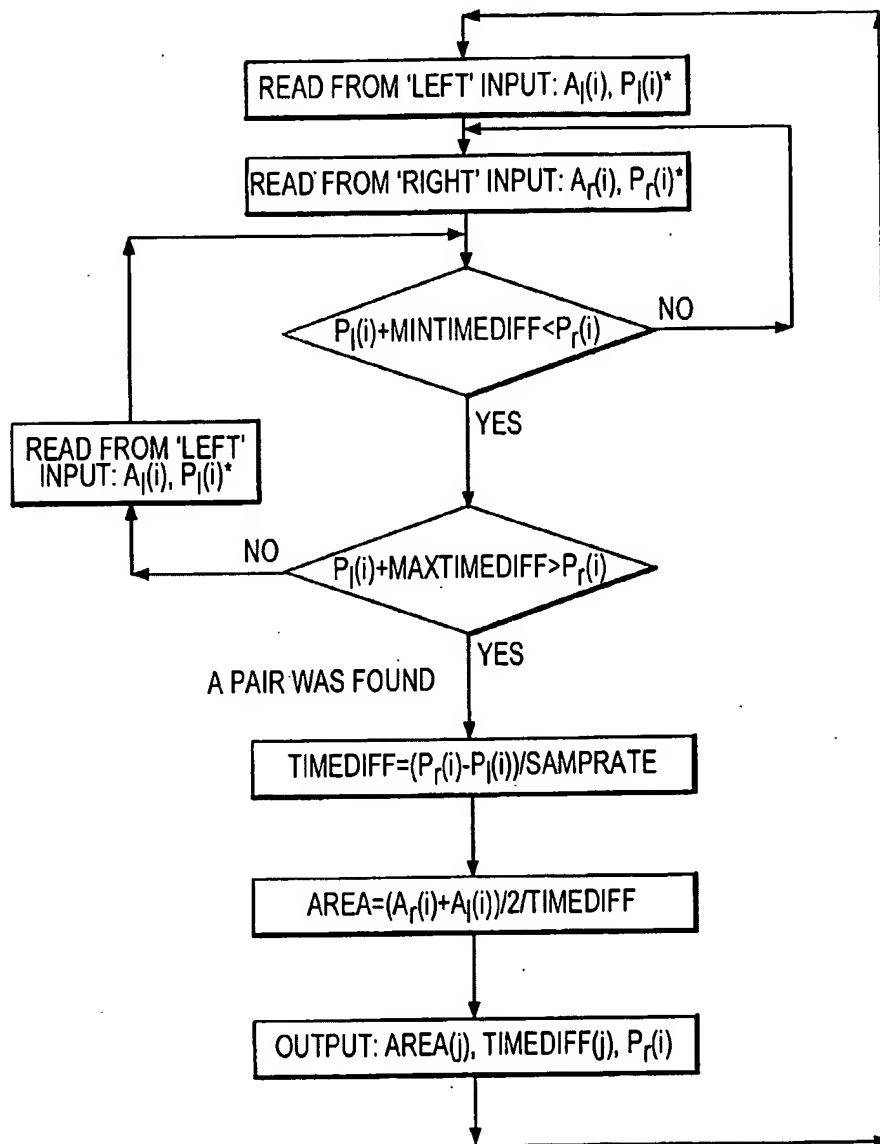 READ FROM 'LEFT' INPUT: Aₗ(i), Pₗ(i)*
READ FROM 'RIGHT' INPUT: Aᵣ(i), Pᵣ(i)*
Pₗ(i)+MINTIMEDIFF<Pᵣ(i)
NO
YES
READ FROM 'LEFT'
INPUT: Aₗ(i), Pₗ(i)*
NO
Pₗ(i)+MAXTIMEDIFF>Pᵣ(i)
YES
A PAIR WAS FOUND
TIMEDIFF=(Pᵣ(i)-Pₗ(i))/SAMPRATE
AREA=(Aᵣ(i)+Aₗ(i))/2/TIMEDIFF
OUTPUT: AREA(j), TIMEDIFF(j), Pᵣ(i)